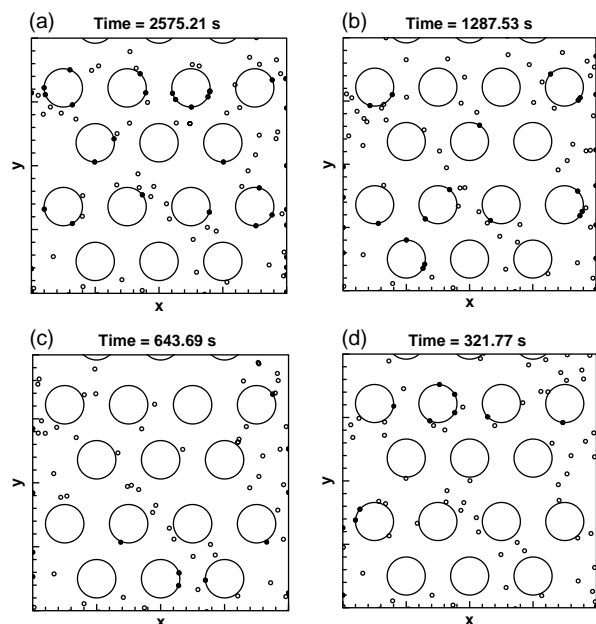 (a) Time = 2575.21 s
(b) Time = 1287.53 s
y
x
y
x
(c) Time = 643.69 s
(d) Time = 321.77 s
y
x
y
x